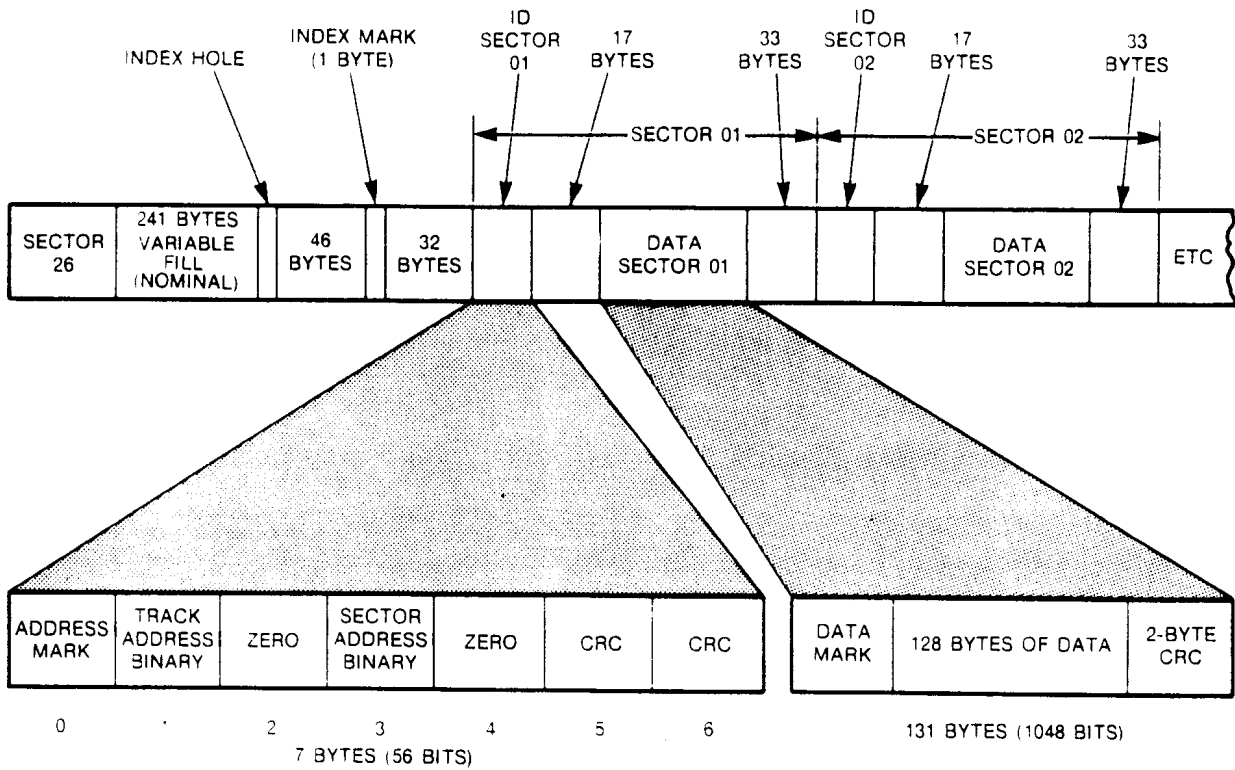 INDEX HOLE
INDEX MARK
(1 BYTE)
ID
SECTOR
01
17
BYTES
33
BYTES
ID
SECTOR
02
17
BYTES
33
BYTES
SECTOR 01
SECTOR 02
SECTOR
26
241 BYTES
VARIABLE
FILL
(NOMINAL)
46
BYTES
32
BYTES
DATA
SECTOR 01
DATA
SECTOR 02
ETC
ADDRESS
MARK
TRACK
ADDRESS
BINARY
ZERO
SECTOR
ADDRESS
BINARY
ZERO
CRC
CRC
DATA
MARK
128 BYTES OF DATA
2-BYTE
CRC
0 1 2 3 4 5 6
7 BYTES (56 BITS)
131 BYTES (1048 BITS)